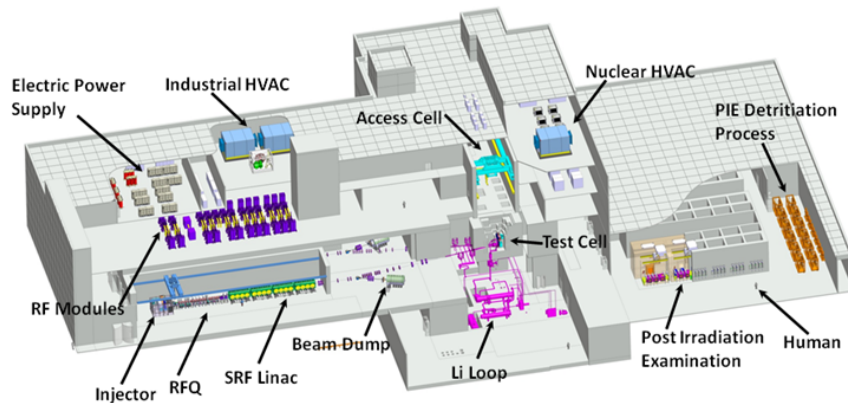 Electric Power
Supply
Industrial HVAC
Nuclear HVAC
Access Cell
PIE Detritiation
Process
Test Cell
RF Modules
Injector
RFQ
SRF Linac
Beam Dump
Li Loop
Post Irradiation
Examination
Human